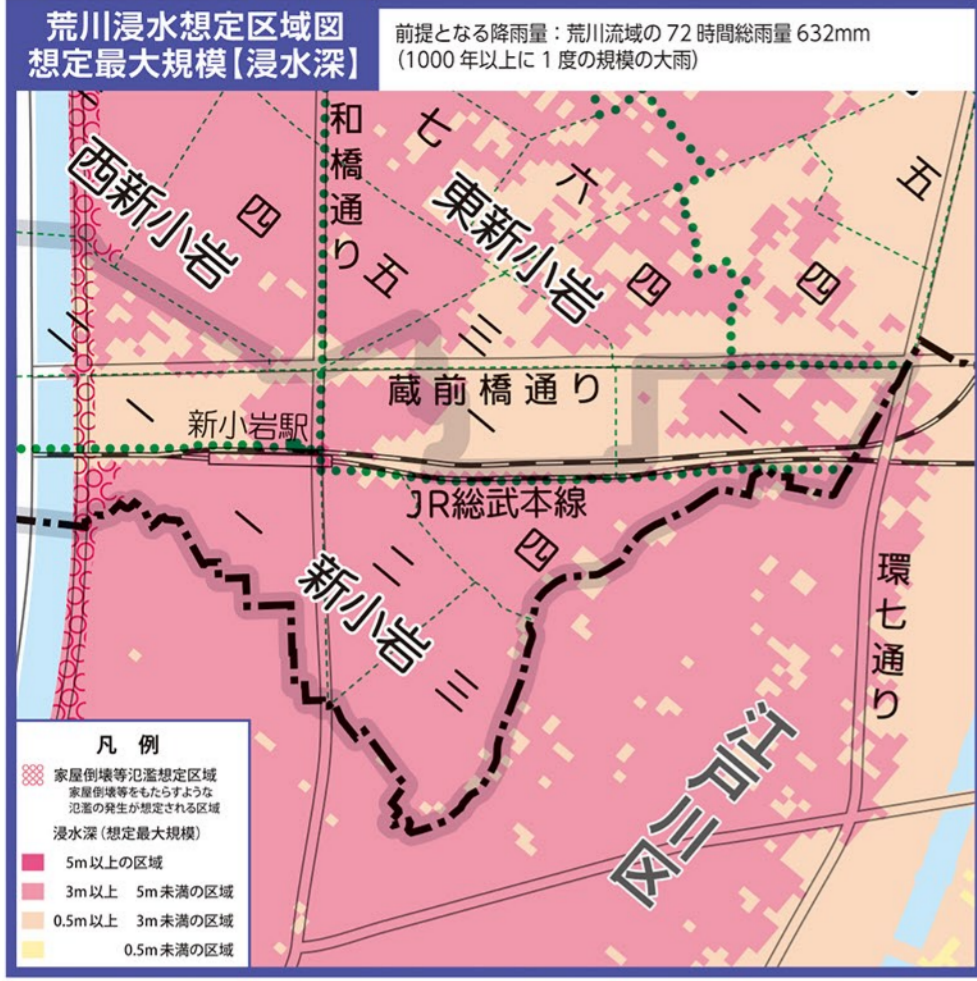 荒川浸水想定区域図
想定最大規模【浸水深】
前提となる降雨量：荒川流域の72時間総雨量632mm
（1000年以上に1度の規模の大雨）
西新小岩
四
二
一
和橋通り
五
七
六
東新小岩
四
三
五
四
蔵前橋通り
一
二
新小岩駅
JR総武本線
一
二
四
新小岩
三
環七通り
江戸川区
凡 例
家屋倒壊等氾濫想定区域
家屋倒壊等をもたらすような
氾濫の発生が想定される区域
浸水深（想定最大規模）
5m以上の区域
3m以上 5m未満の区域
0.5m以上 3m未満の区域
0.5m未満の区域